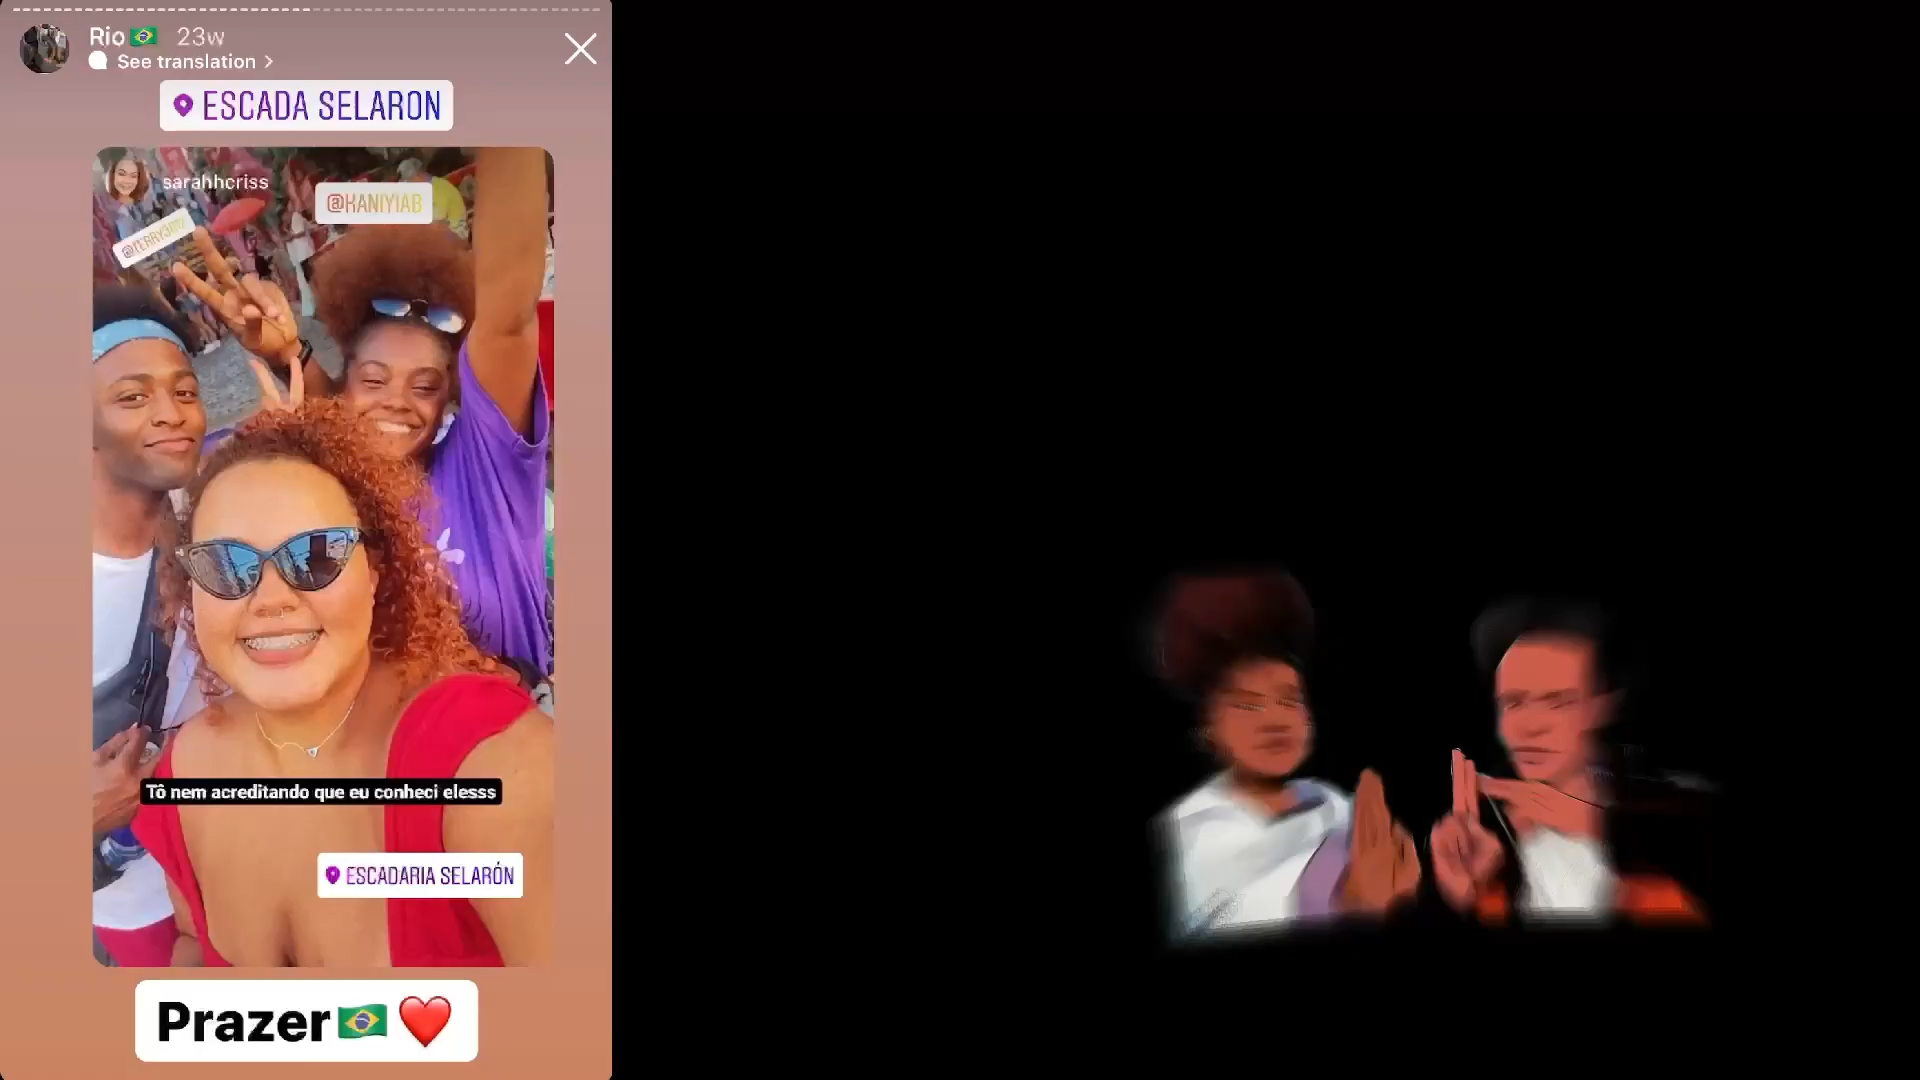 Rio🇧🇷 23w
See translation >
ESCADA SELARON
sarahhcriss
@KANIYIAB
Tô nem acreditando que eu conheci elesss
ESCADARIA SELARÓN
Prazer🇧🇷❤️